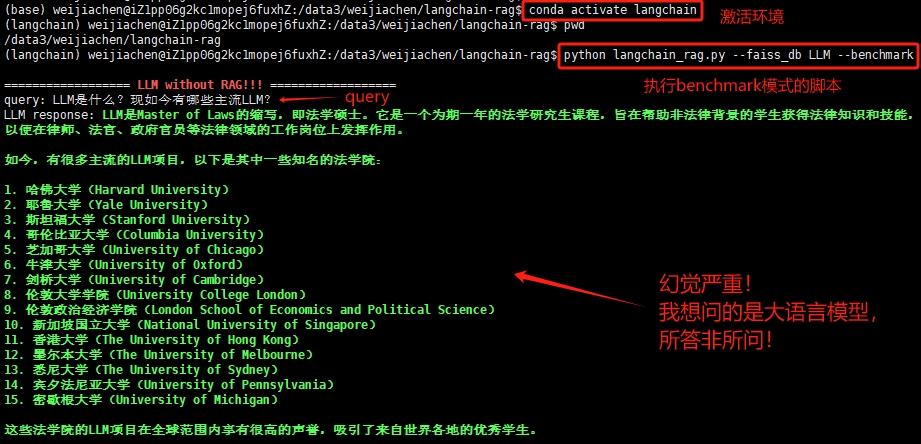 (base) weijiachen@iZ1pp06g2kc1mopej6fuxhZ:/data3/weijiachen/langchain-rag$ conda activate langchain
激活环境
(langchain) weijiachen@iZ1pp06g2kc1mopej6fuxhZ:/data3/weijiachen/langchain-rag$ pwd
/data3/weijiachen/langchain-rag
(langchain) weijiachen@iZ1pp06g2kc1mopej6fuxhZ:/data3/weijiachen/langchain-rag$ python langchain_rag.py --faiss_db LLM --benchmark
执行benchmark模式的脚本
================== LLM without RAG!!! ==================
query: LLM是什么? 现如今有哪些主流LLM?
query
LLM response: LLM是Master of Laws的缩写，即法学硕士。它是一个为期一年的法学研究生课程，旨在帮助非法律背景的学生获得法律知识和技能，
以便在律师、法官、政府官员等法律领域的工作岗位上发挥作用。
如今，有很多主流的LLM项目，以下是其中一些知名的法学院：
1. 哈佛大学（Harvard University）
2. 耶鲁大学（Yale University）
3. 斯坦福大学（Stanford University）
4. 哥伦比亚大学（Columbia University）
5. 芝加哥大学（University of Chicago）
6. 牛津大学（University of Oxford）
7. 剑桥大学（University of Cambridge）
8. 伦敦大学学院（University College London）
9. 伦敦政治经济学院（London School of Economics and Political Science）
10. 新加坡国立大学（National University of Singapore）
11. 香港大学（The University of Hong Kong）
12. 墨尔本大学（The University of Melbourne）
13. 悉尼大学（The University of Sydney）
14. 宾夕法尼亚大学（University of Pennsylvania）
15. 密歇根大学（University of Michigan）
幻觉严重！
我想问的是大语言模型，
所答非所问！
这些法学院的LLM项目在全球范围内享有很高的声誉，吸引了来自世界各地的优秀学生。